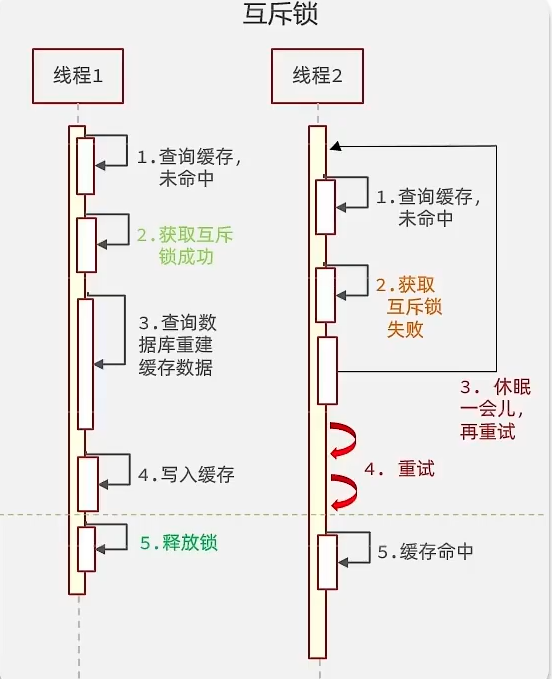 互斥锁
线程1
1.查询缓存,
未命中
2.获取互斥
锁成功
3.查询数
据库重建
缓存数据
4.写入缓存
5.释放锁
线程2
1.查询缓存,
未命中
2.获取
互斥锁
失败
3. 休眠
一会儿,
再重试
4. 重试
5.缓存命中